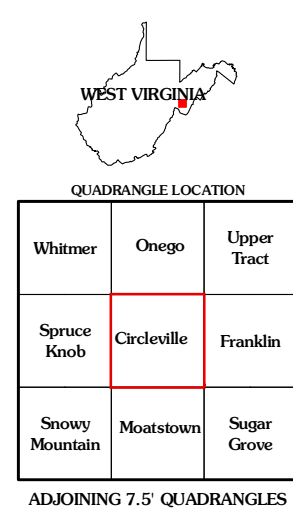 WEST VIRGINIA
QUADRANGLE LOCATION
Whitmer Onego Upper Tract
Spruce Knob Circleville Franklin
Snowy Mountain Moatstown Sugar Grove
ADJOINING 7.5' QUADRANGLES